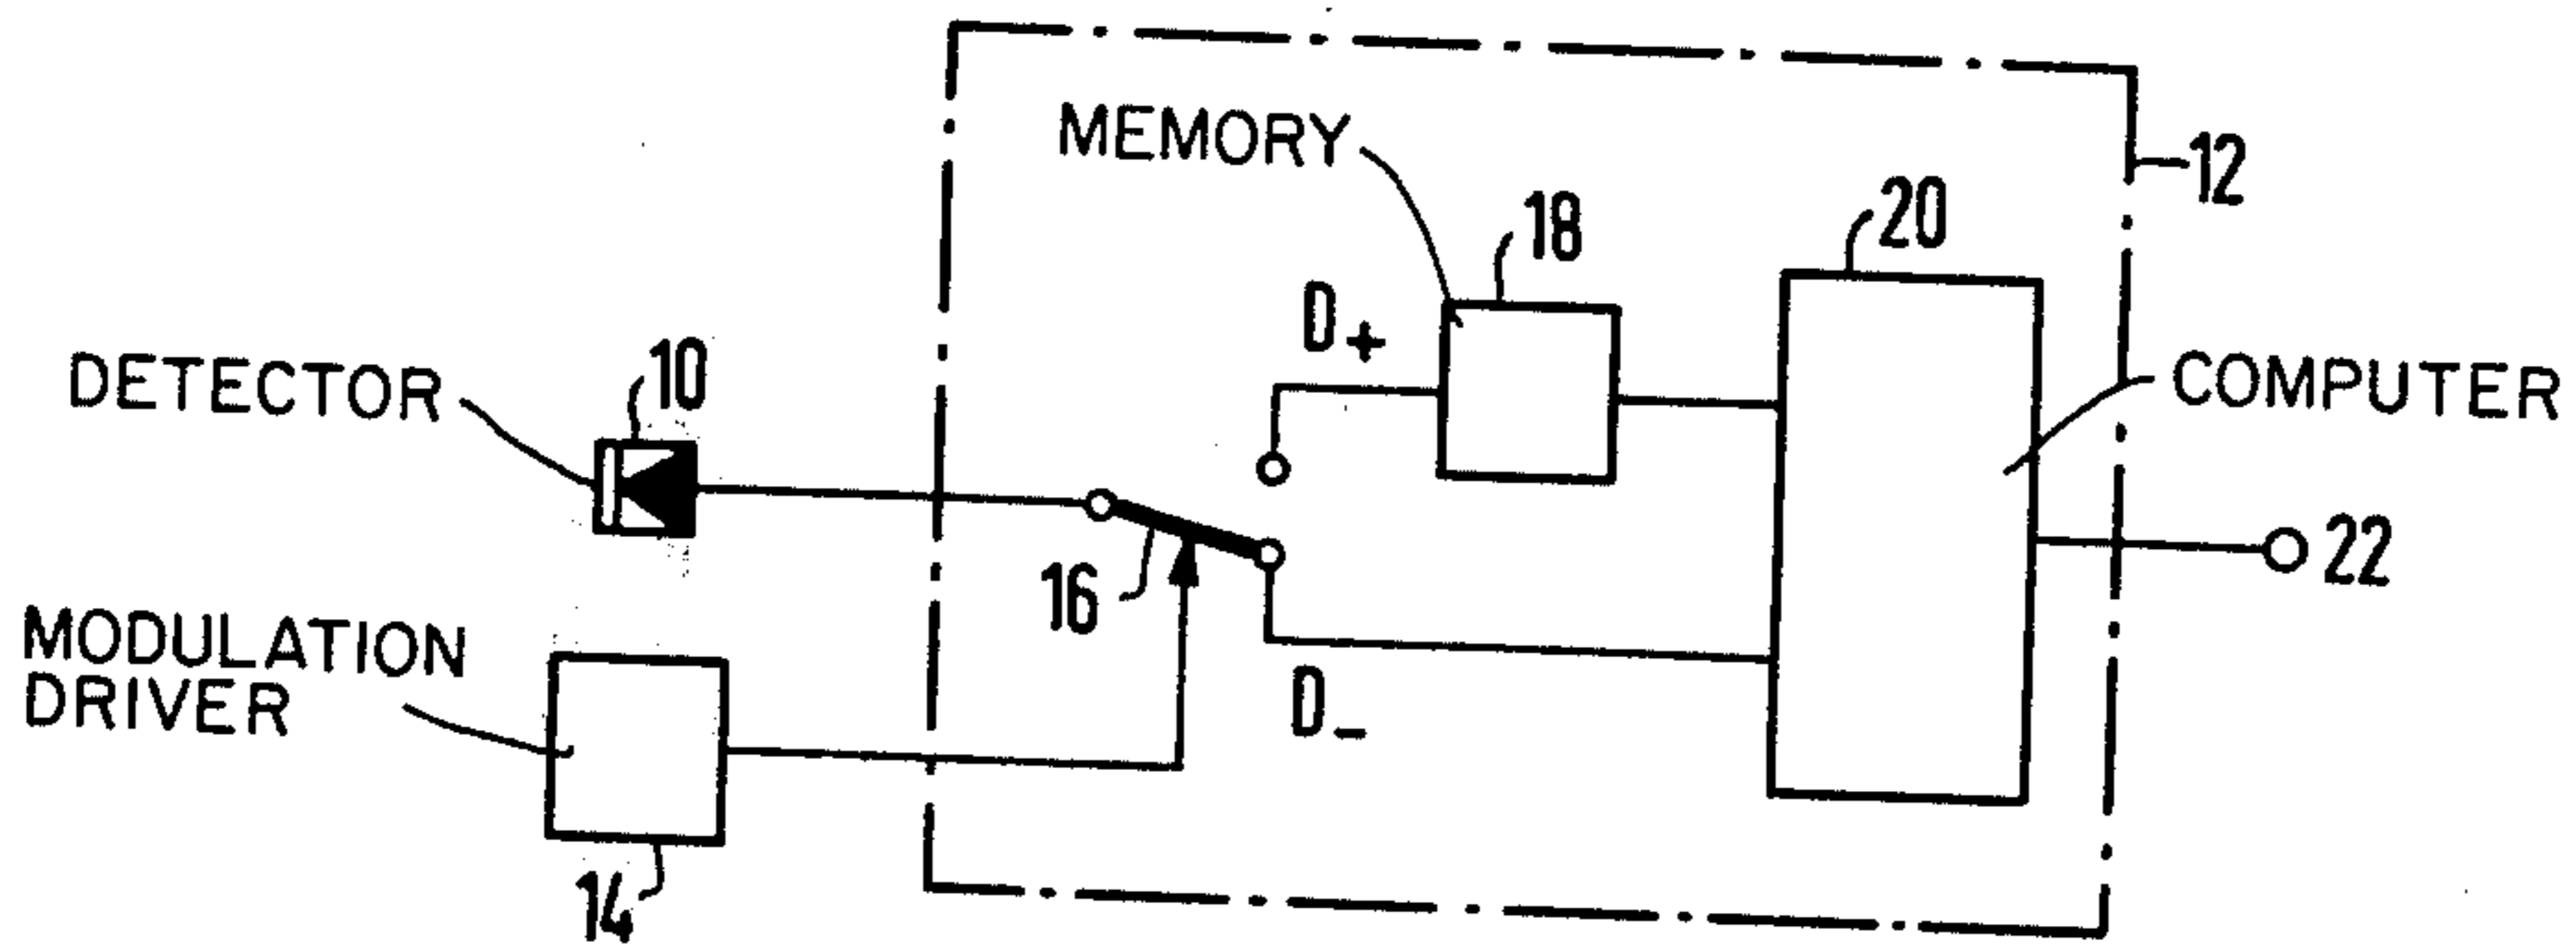 MEMORY
12
18
20
D+
DETECTOR
10
COMPUTER
16
22
MODULATION
DRIVER
D-
14